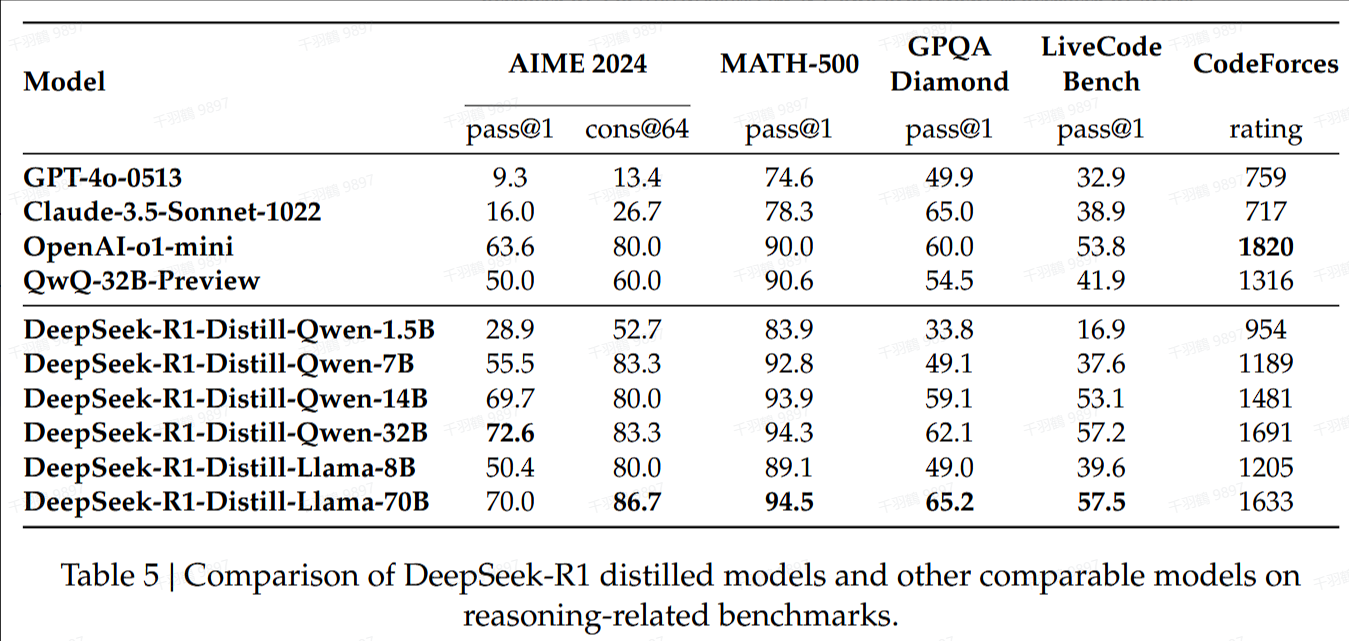 Model AIME 2024 MATH-500 GPQA Diamond LiveCode Bench CodeForces
pass@1 cons@64 pass@1 pass@1 pass@1 rating
GPT-4o-0513 9.3 13.4 74.6 49.9 32.9 759
Claude-3.5-Sonnet-1022 16.0 26.7 78.3 65.0 38.9 717
OpenAI-o1-mini 63.6 80.0 90.0 60.0 53.8 1820
QwQ-32B-Preview 50.0 60.0 90.6 54.5 41.9 1316
DeepSeek-R1-Distill-Qwen-1.5B 28.9 52.7 83.9 33.8 16.9 954
DeepSeek-R1-Distill-Qwen-7B 55.5 83.3 92.8 49.1 37.6 1189
DeepSeek-R1-Distill-Qwen-14B 69.7 80.0 93.9 59.1 53.1 1481
DeepSeek-R1-Distill-Qwen-32B 72.6 83.3 94.3 62.1 57.2 1691
DeepSeek-R1-Distill-Llama-8B 50.4 80.0 89.1 49.0 39.6 1205
DeepSeek-R1-Distill-Llama-70B 70.0 86.7 94.5 65.2 57.5 1633
Table 5 | Comparison of DeepSeek-R1 distilled models and other comparable models on
reasoning-related benchmarks.
千羽鹤 9897